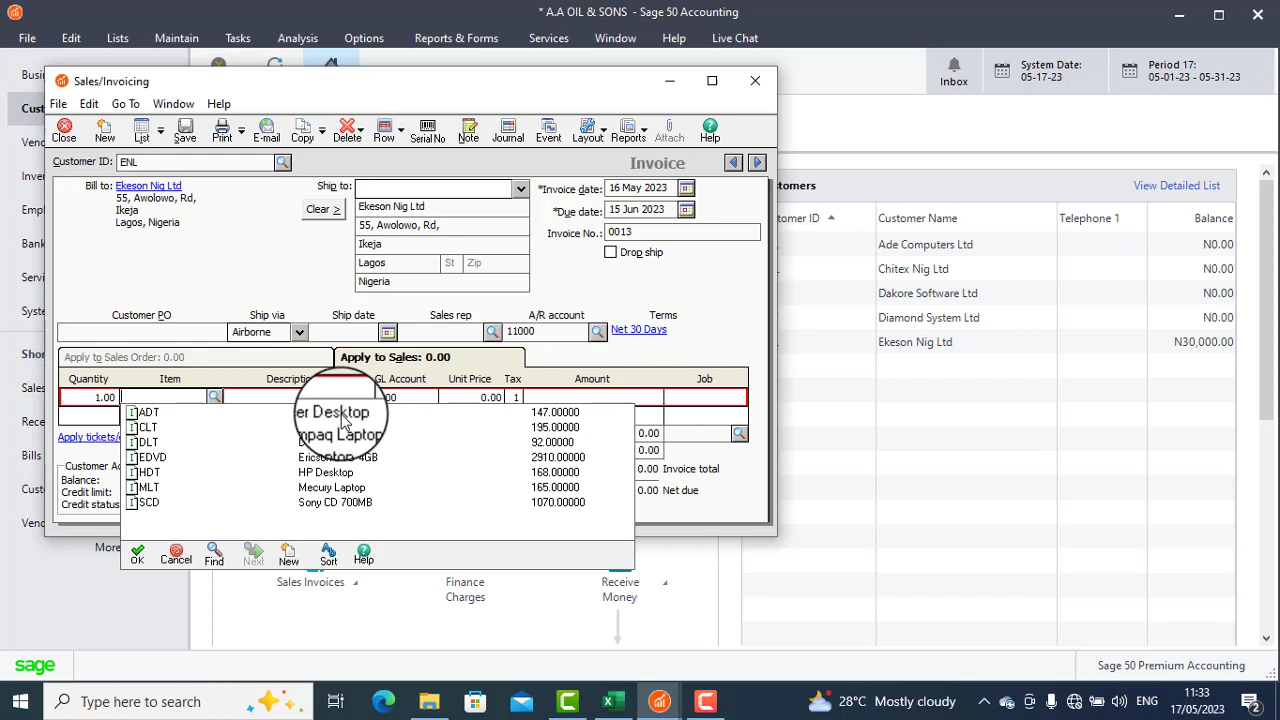 * A.A OIL & SONS - Sage 50 Accounting
File Edit Lists Maintain Tasks Analysis Options Reports & Forms Services Window Help Live Chat
Inbox
System Date:
05-17-23
Period 17:
05-01-23 - 05-31-23
Sales/Invoicing
File Edit Go To Window Help
Close New List Save Print E-mail Copy Delete Row Serial No Note Journal Event Layout Reports Attach Help
Customer ID: ENL
Invoice
Bill to: Ekeson Nig Ltd
55, Awolowo, Rd,
Ikeja
Lagos, Nigeria
Ship to:
Clear >
Ekeson Nig Ltd
55, Awolowo, Rd,
Ikeja
Lagos St Zip
Nigeria
*Invoice date: 16 May 2023
*Due date: 15 Jun 2023
Invoice No.: 0013
Drop ship
Customer PO Ship via Ship date Sales rep A/R account Terms
Airborne 11000 Net 30 Days
Apply to Sales Order: 0.00 Apply to Sales: 0.00
Quantity Item GL Account Unit Price Tax Amount Job
1.00 0.00 1
ADT er Desktop 147.00000
CLT mpaq Laptop 195.00000
DLT 92.00000
EDVD 4GB 2910.00000
HDT HP Desktop 168.00000
MLT Mecury Laptop 165.00000
SCD Sony CD 700MB 1070.00000
OK Cancel Find Next New Sort Help
Apply tickets/
0.00
0.00
0.00 Invoice total
0.00 Net due
Balance:
Credit limit:
Credit status
View Detailed List
Customer Name Telephone 1 Balance
Ade Computers Ltd N0.00
Chitex Nig Ltd N0.00
Dakore Software Ltd N0.00
Diamond System Ltd N0.00
Ekeson Nig Ltd N30,000.00
More
Sales Invoices
Finance
Charges
Receive
Money
sage
Sage 50 Premium Accounting
Type here to search
28°C Mostly cloudy
ENG
11:33
17/05/2023
2